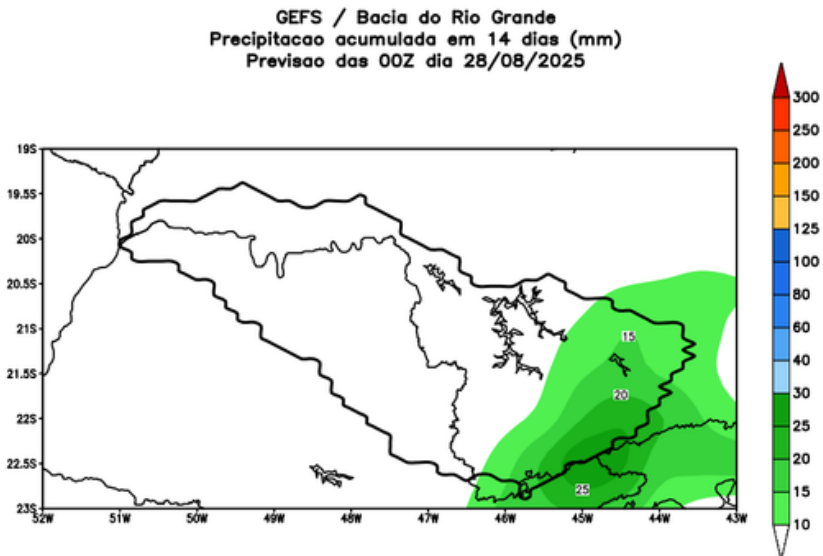 GEFS / Bacia do Rio Grande
Precipitacao acumulada em 14 dias (mm)
Previsao das 00Z dia 28/08/2025
300
250
200
150
125
100
80
60
40
30
25
20
15
10
19S
19.5S
20S
20.5S
21S
21.5S
22S
22.5S
23S
15
20
25
52W 51W 50W 49W 48W 47W 46W 45W 44W 43W